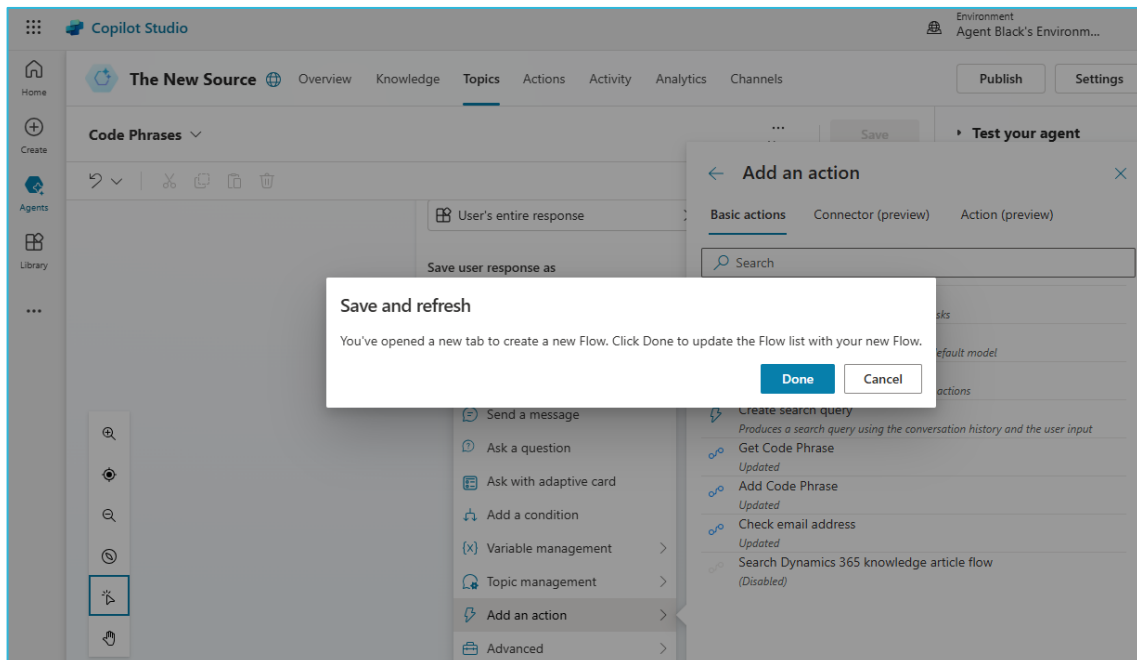 Copilot Studio
Environment
Agent Black's Environm...
Home
The New Source
Overview
Knowledge
Topics
Actions
Activity
Analytics
Channels
Publish
Settings
Create
Code Phrases
...
Save
Test your agent
Agents
Add an action
Basic actions
Connector (preview)
Action (preview)
Library
User's entire response
Search
Save user response as
Save and refresh
You've opened a new tab to create a new Flow. Click Done to update the Flow list with your new Flow.
Done
Cancel
sks
efault model
actions
Send a message
Ask a question
Ask with adaptive card
Add a condition
{x} Variable management
Topic management
Add an action
Advanced
Create search query
Produces a search query using the conversation history and the user input
Get Code Phrase
Updated
Add Code Phrase
Updated
Check email address
Updated
Search Dynamics 365 knowledge article flow
(Disabled)